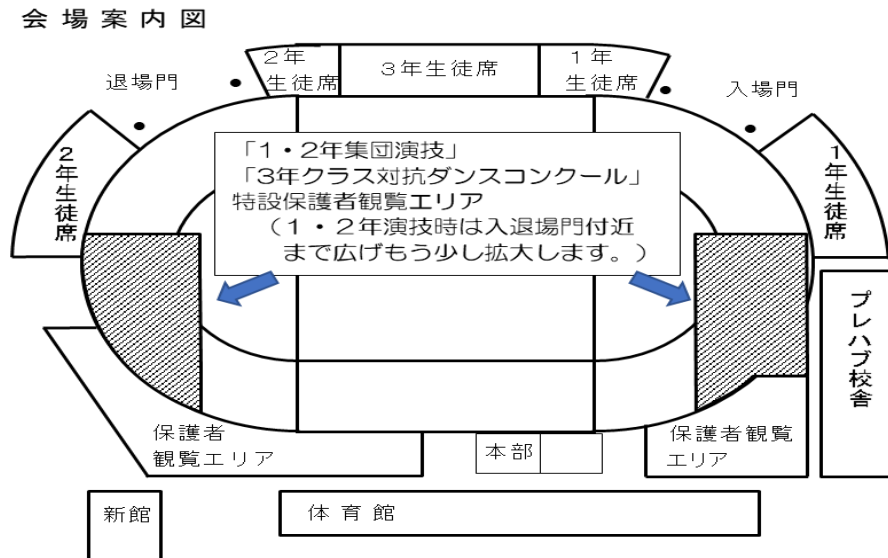 会場案内図
2年
生徒席
3年生徒席
1年
生徒席
退場門
入場門
2年生徒席
1年生徒席
「1・2年集団演技」
「3年クラス対抗ダンスコンクール」
特設保護者観覧エリア
（1・2年演技時は入退場門付近
まで広げもう少し拡大します。）
プレハブ校舎
保護者
観覧エリア
本部
保護者観覧
エリア
新館
体育館